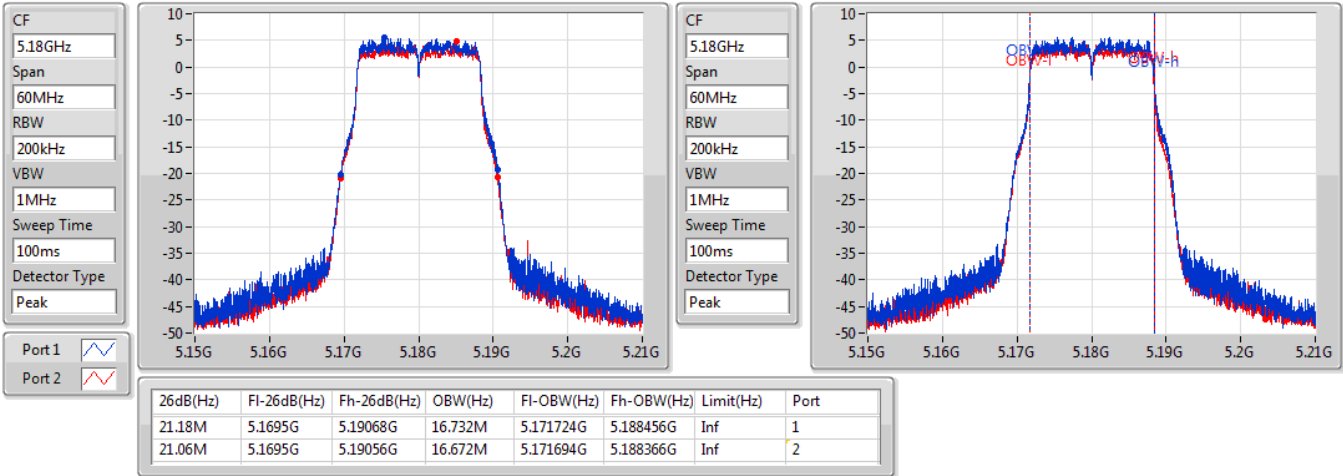 CF
5.18GHz
Span
60MHz
RBW
200kHz
VBW
1MHz
Sweep Time
100ms
Detector Type
Peak
Port 1
Port 2
10-
5-
0-
-5-
-10-
-15-
-20-
-25-
-30-
-35-
-40-
-45-
-50-
5.15G 5.16G 5.17G 5.18G 5.19G 5.2G 5.21G
CF
5.18GHz
Span
60MHz
RBW
200kHz
VBW
1MHz
Sweep Time
100ms
Detector Type
Peak
10-
5-
0-
-5-
-10-
-15-
-20-
-25-
-30-
-35-
-40-
-45-
-50-
OBW-l
OBW-h
5.15G 5.16G 5.17G 5.18G 5.19G 5.2G 5.21G
26dB(Hz) Fl-26dB(Hz) Fh-26dB(Hz) OBW(Hz) Fl-OBW(Hz) Fh-OBW(Hz) Limit(Hz) Port
21.18M 5.1695G 5.19068G 16.732M 5.171724G 5.188456G Inf 1
21.06M 5.1695G 5.19056G 16.672M 5.171694G 5.188366G Inf 2